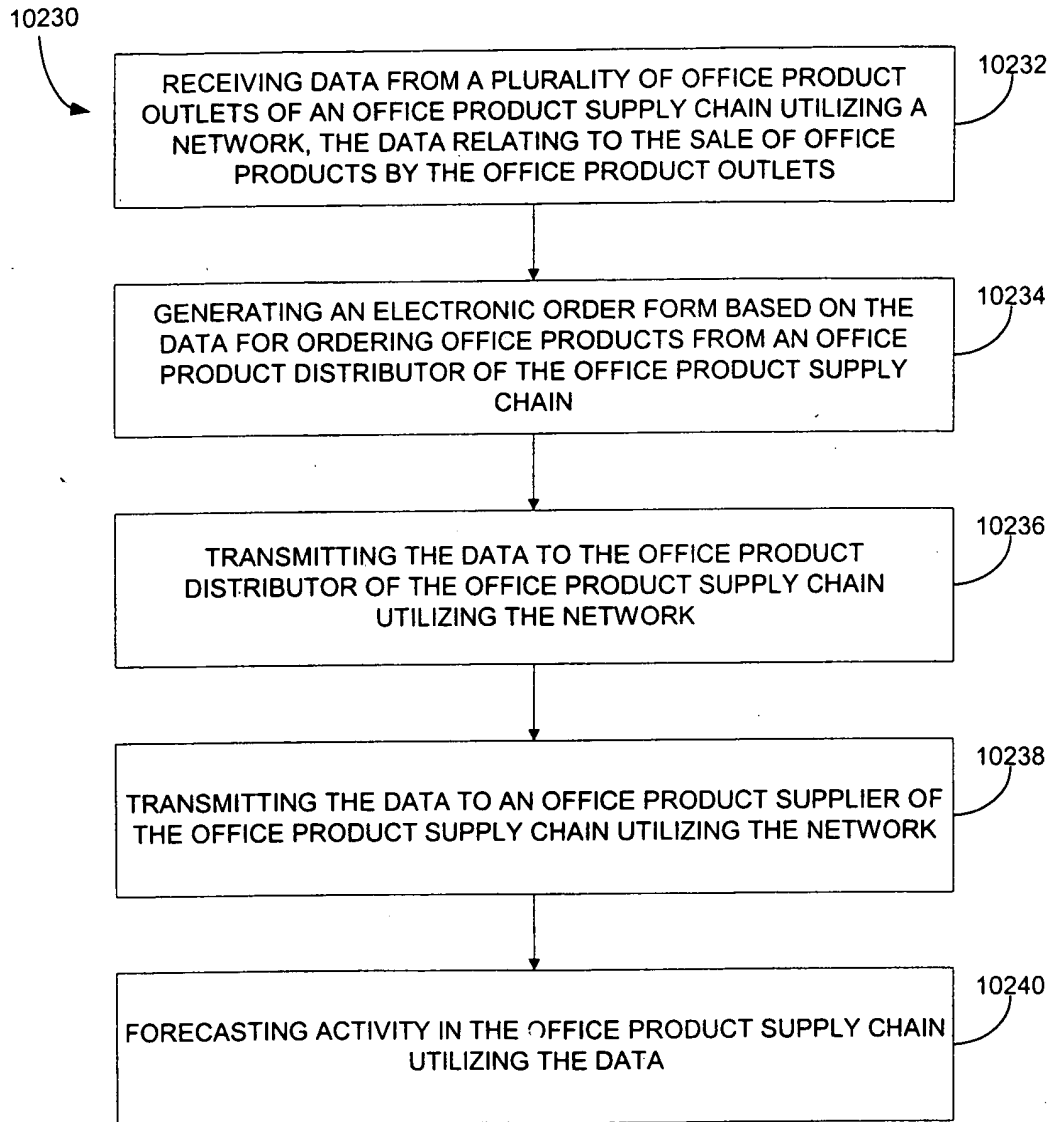 10230
10232
RECEIVING DATA FROM A PLURALITY OF OFFICE PRODUCT
OUTLETS OF AN OFFICE PRODUCT SUPPLY CHAIN UTILIZING A
NETWORK, THE DATA RELATING TO THE SALE OF OFFICE
PRODUCTS BY THE OFFICE PRODUCT OUTLETS
10234
GENERATING AN ELECTRONIC ORDER FORM BASED ON THE
DATA FOR ORDERING OFFICE PRODUCTS FROM AN OFFICE
PRODUCT DISTRIBUTOR OF THE OFFICE PRODUCT SUPPLY
CHAIN
10236
TRANSMITTING THE DATA TO THE OFFICE PRODUCT
DISTRIBUTOR OF THE OFFICE PRODUCT SUPPLY CHAIN
UTILIZING THE NETWORK
10238
TRANSMITTING THE DATA TO AN OFFICE PRODUCT SUPPLIER OF
THE OFFICE PRODUCT SUPPLY CHAIN UTILIZING THE NETWORK
10240
FORECASTING ACTIVITY IN THE OFFICE PRODUCT SUPPLY CHAIN
UTILIZING THE DATA